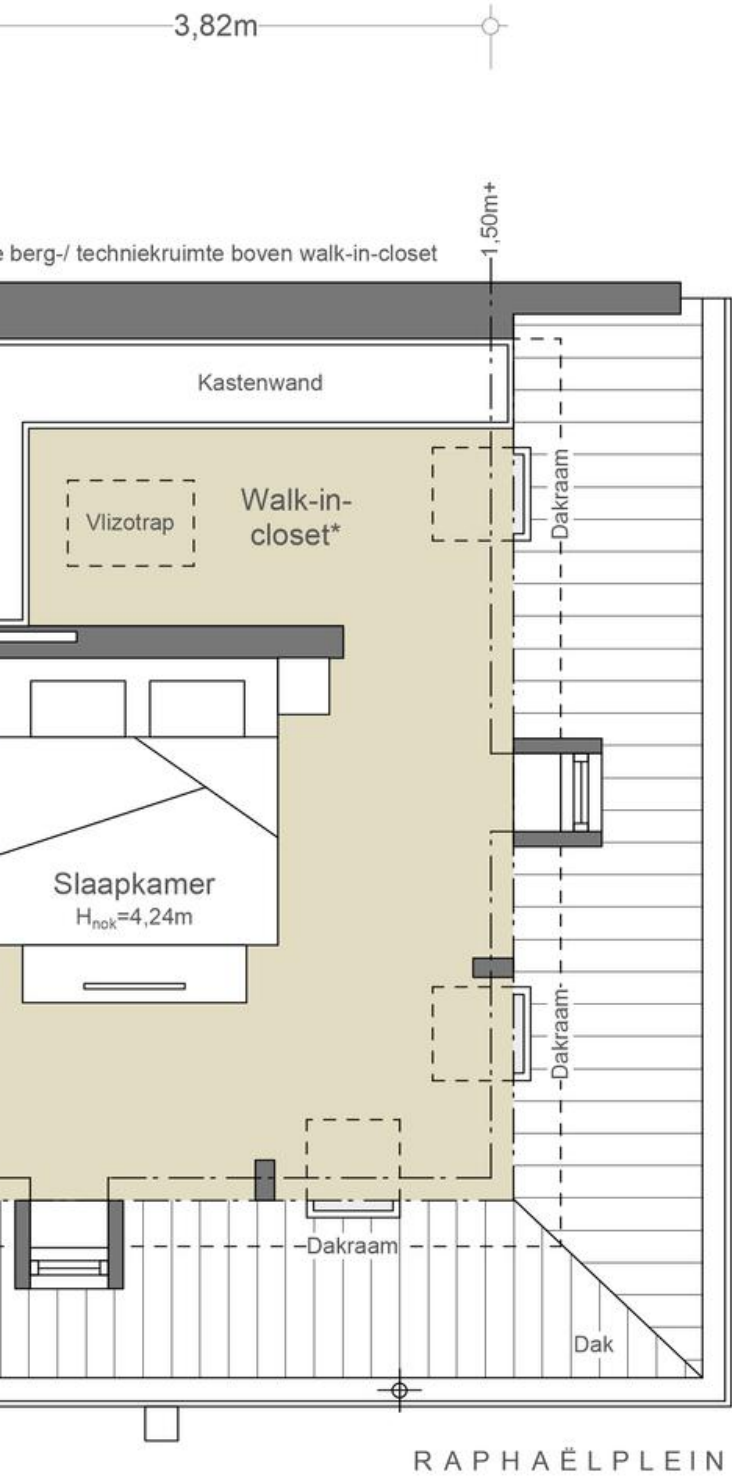 3,82m
1,50m+
e berg-/ techniekruimte boven walk-in-closet
Kastenwand
Dakraam
Walk-in-
closet*
Vlizotrap
Slaapkamer
Hnok=4,24m
Dakraam
Dakraam
Dak
RAPHAËLPLEIN